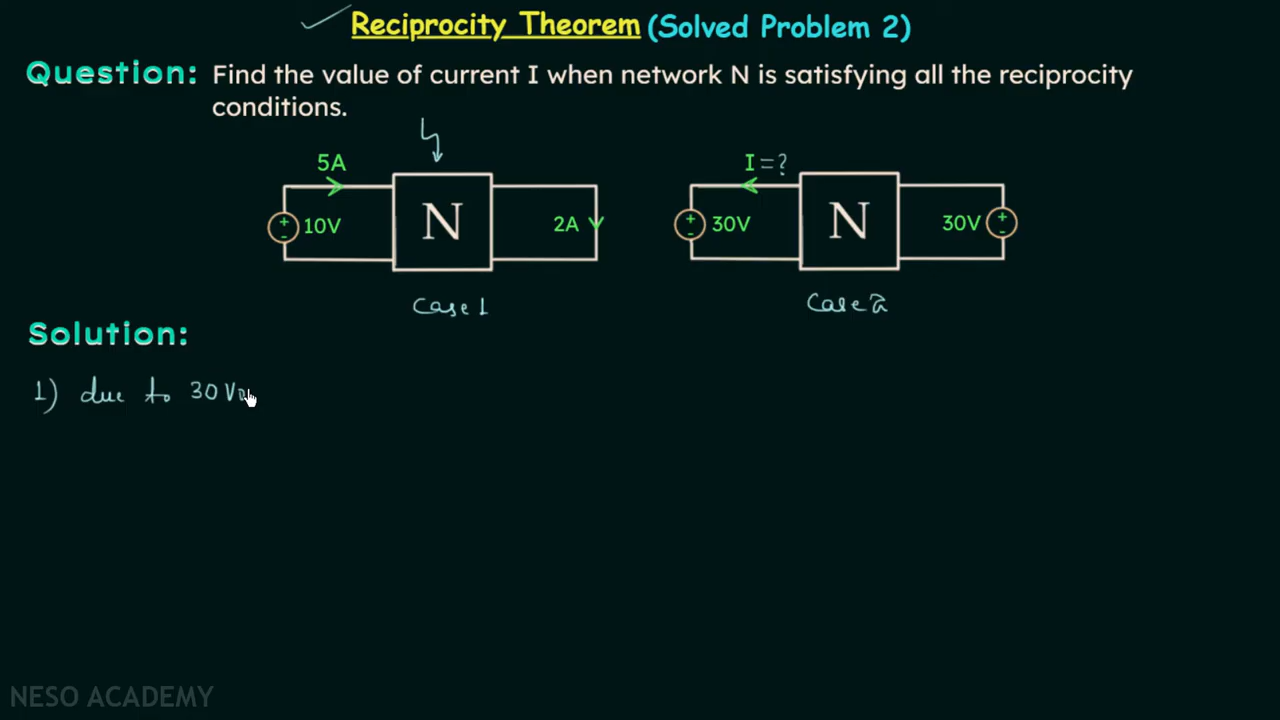 Reciprocity Theorem (Solved Problem 2)
Question: Find the value of current I when network N is satisfying all the reciprocity
conditions.
5A
10V
N
2A
I = ?
30V
N
30V
Case 1
Case 2
Solution:
1) due to 30
NESO ACADEMY